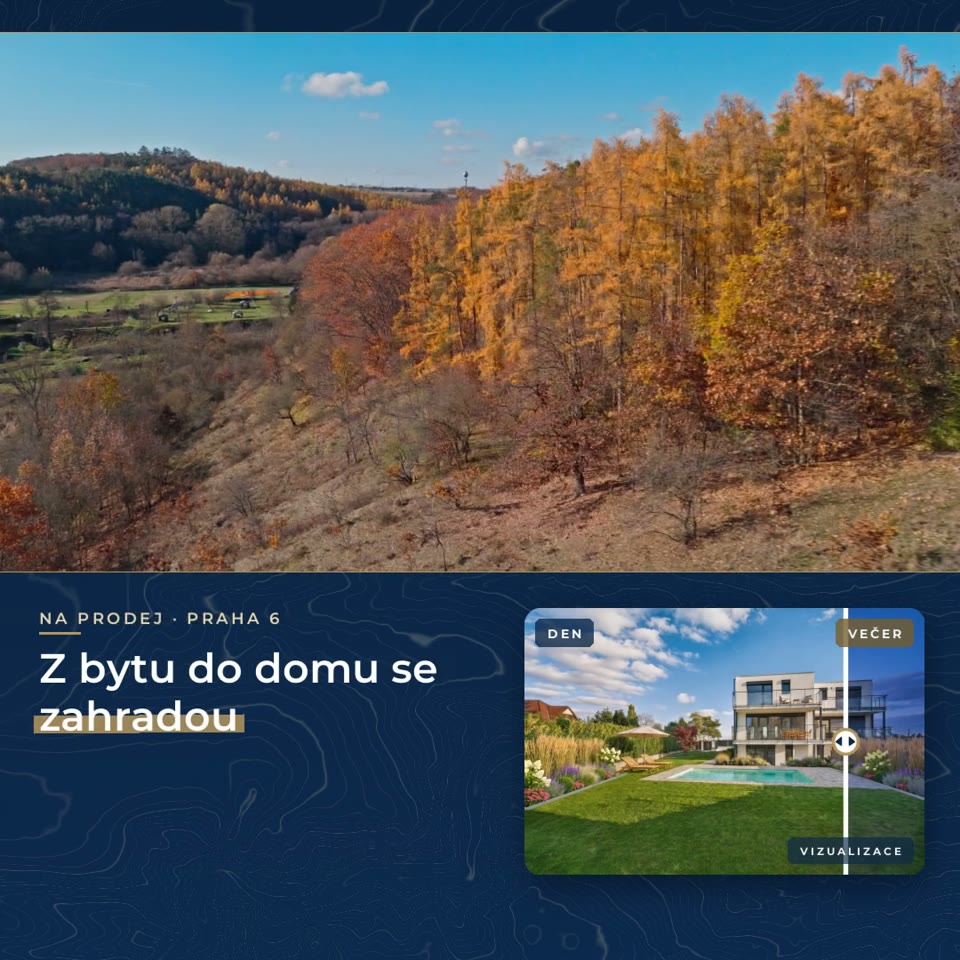 NA PRODEJ · PRAHA 6
Z bytu do domu se
zahradou
DEN
VEČER
VIZUALIZACE